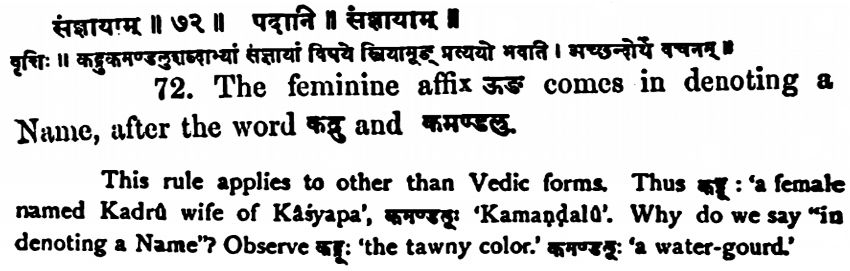 संज्ञायाम् ॥ ७२ ॥ पदानि ॥ संज्ञायाम् ॥
वृत्तिः ॥ कद्रुकमण्डलुशब्दाभ्यां संज्ञायां विषये स्त्रियामूङ् प्रत्ययो भवति । अच्छन्दोर्थं वचनम् ॥
72. The feminine affix ऊङ comes in denoting a
Name, after the word कद्रु and कमण्डलु.
This rule applies to other than Vedic forms. Thus कद्रू : 'a female
named Kadrû wife of Kâśyapa', कमण्डलूः 'Kamaṇḍalû'. Why do we say "in
denoting a Name"? Observe कद्रूः 'the tawny color.' कमण्डलूः 'a water-gourd.'